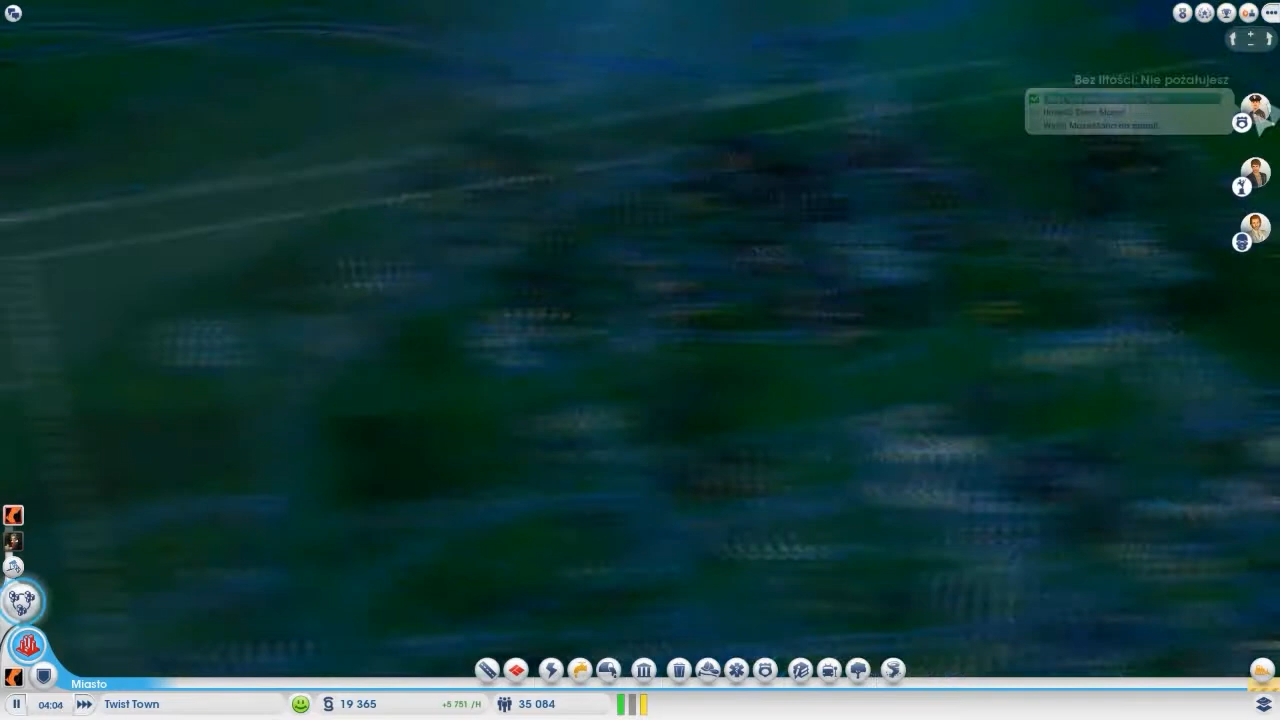 Bez litości: Nie pożałujesz
Miasto
04:04
Twist Town
19 365
+5 751 /H
35 084